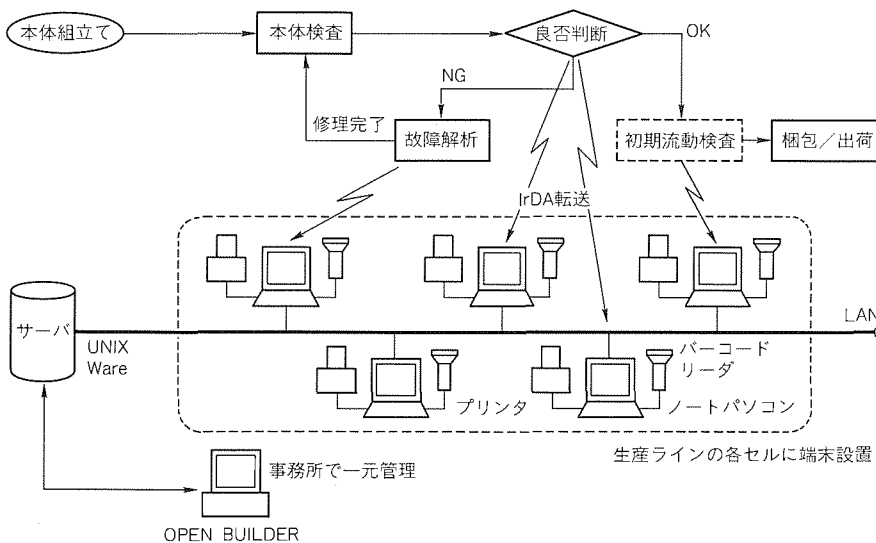 本体組立て
本体検査
良否判断
OK
NG
修理完了
故障解析
初期流動検査
梱包／出荷
IrDA転送
サーバ
UNIX
Ware
LAN
バーコード
リーダ
プリンタ
ノートパソコン
生産ラインの各セルに端末設置
事務所で一元管理
OPEN BUILDER